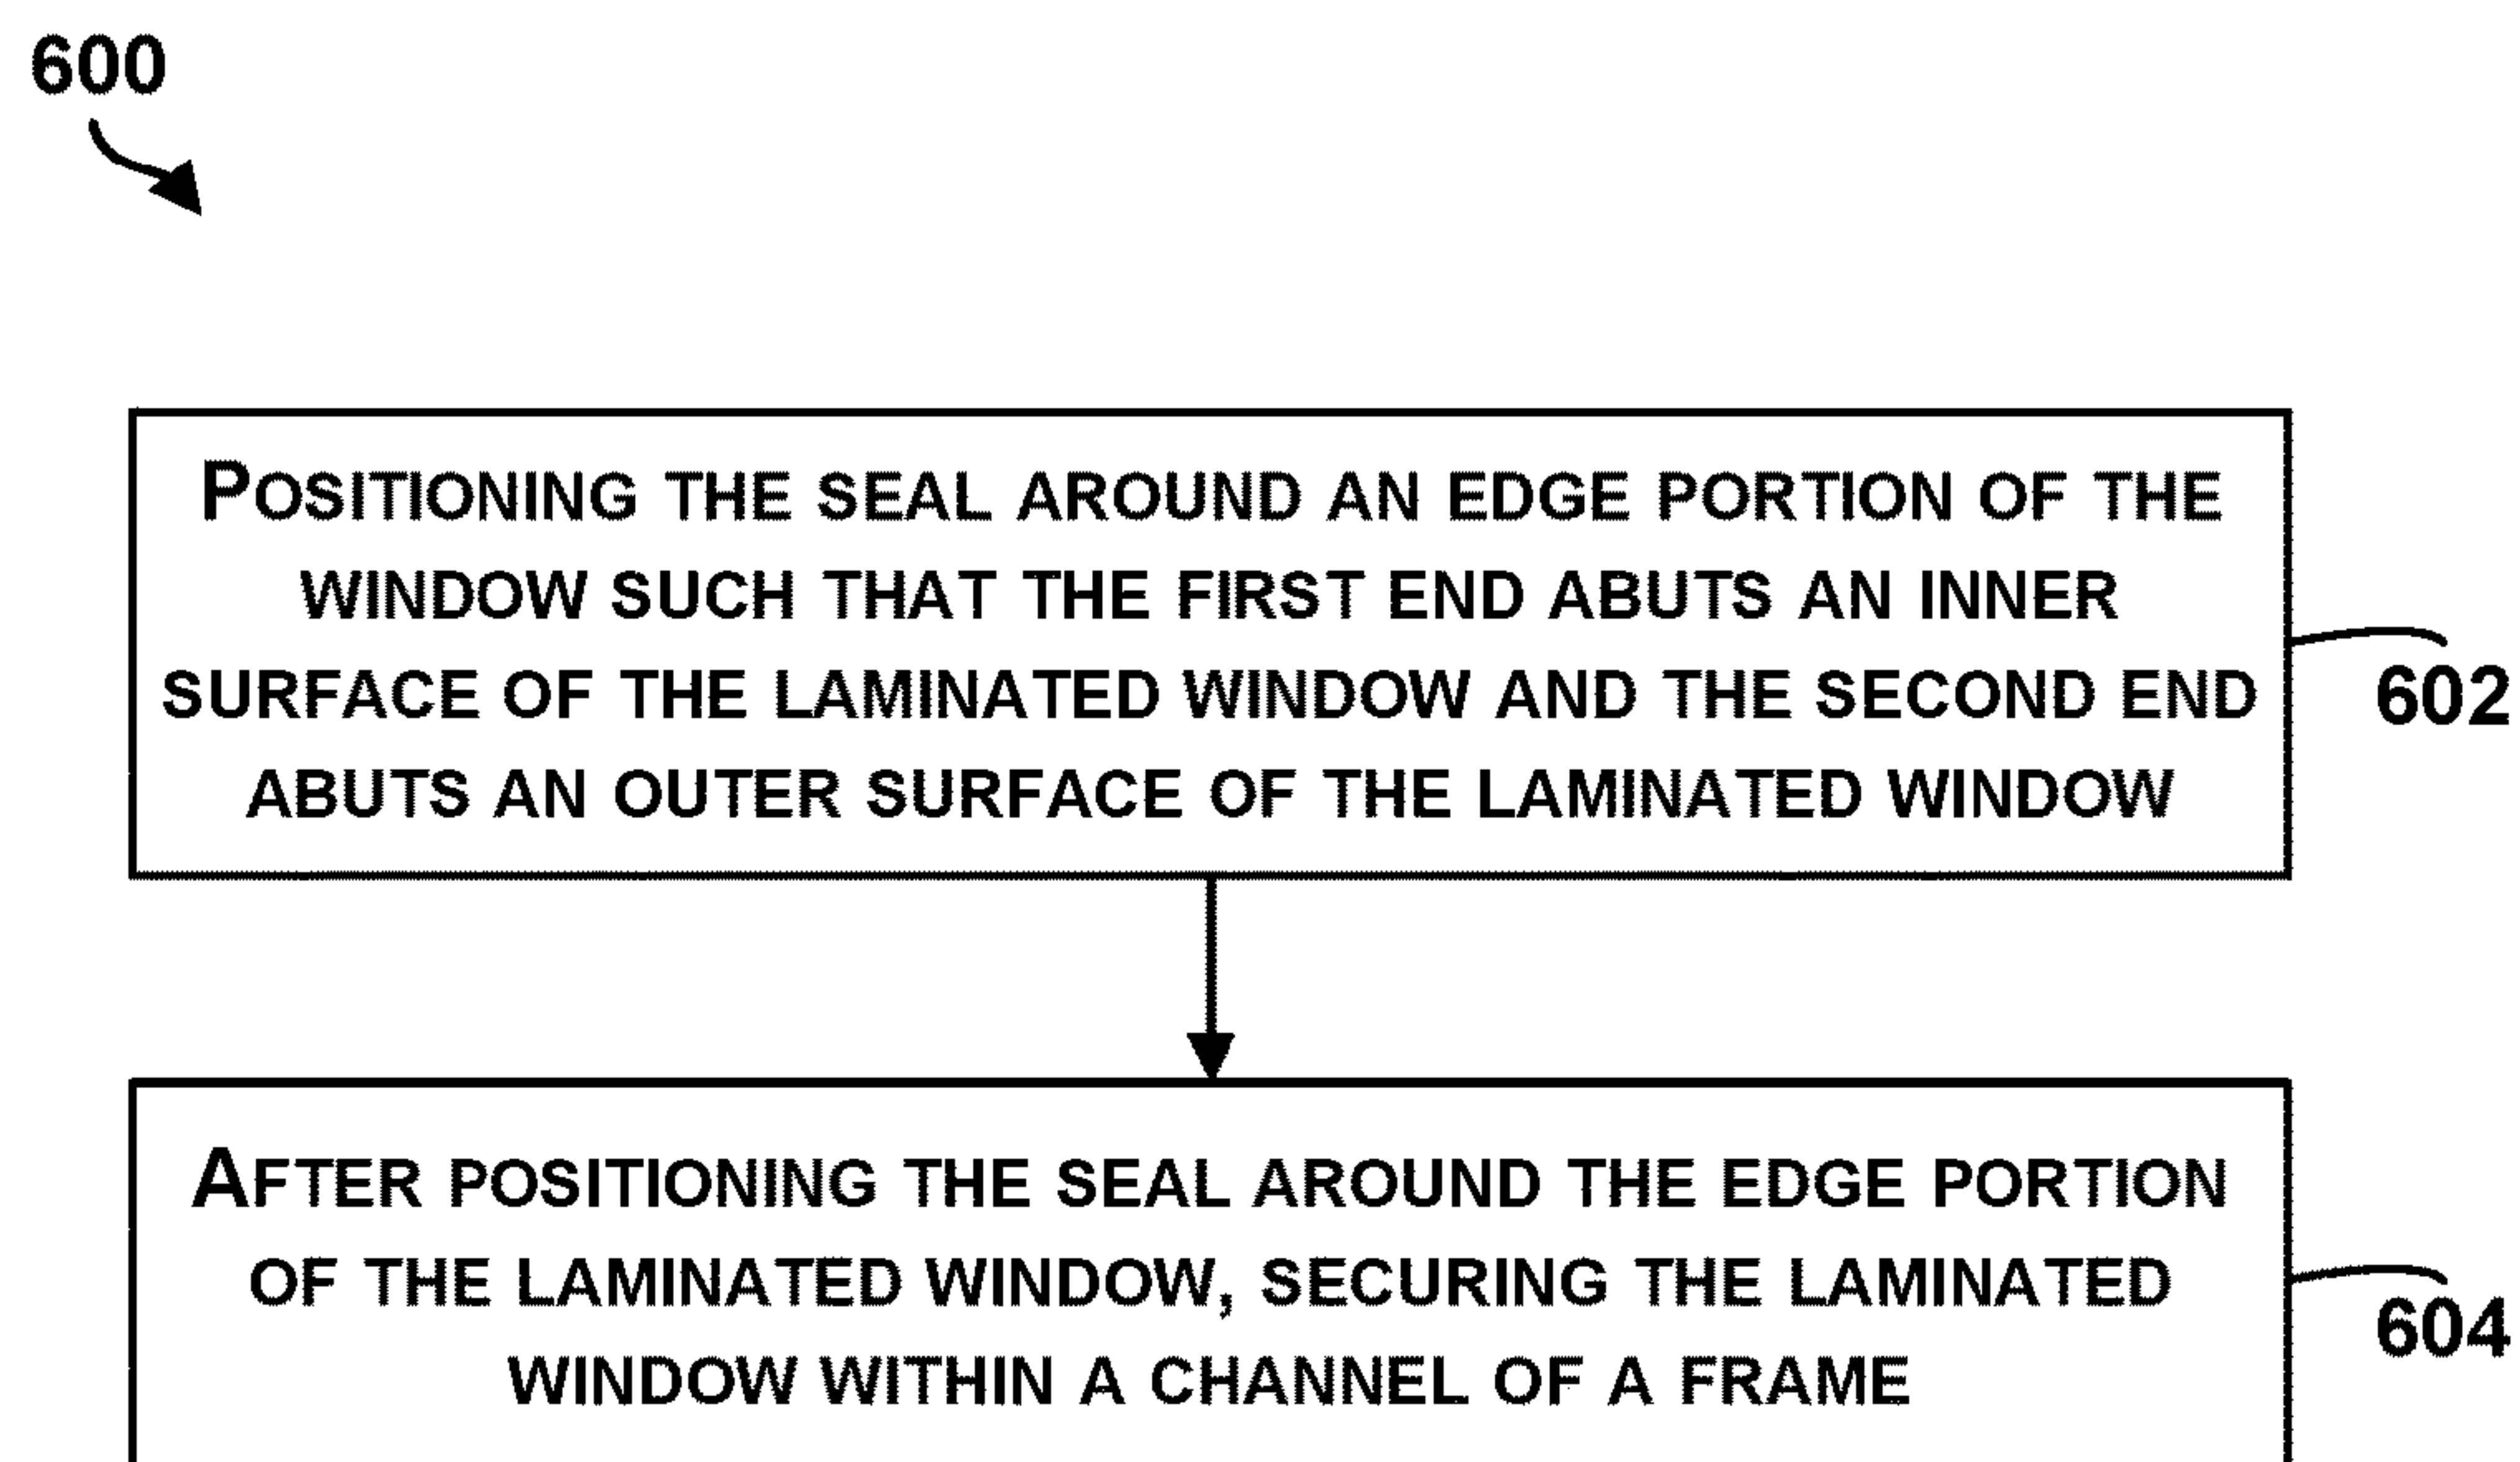 600
POSITIONING THE SEAL AROUND AN EDGE PORTION OF THE
WINDOW SUCH THAT THE FIRST END ABUTS AN INNER
SURFACE OF THE LAMINATED WINDOW AND THE SECOND END
ABUTS AN OUTER SURFACE OF THE LAMINATED WINDOW
602
AFTER POSITIONING THE SEAL AROUND THE EDGE PORTION
OF THE LAMINATED WINDOW, SECURING THE LAMINATED
WINDOW WITHIN A CHANNEL OF A FRAME
604